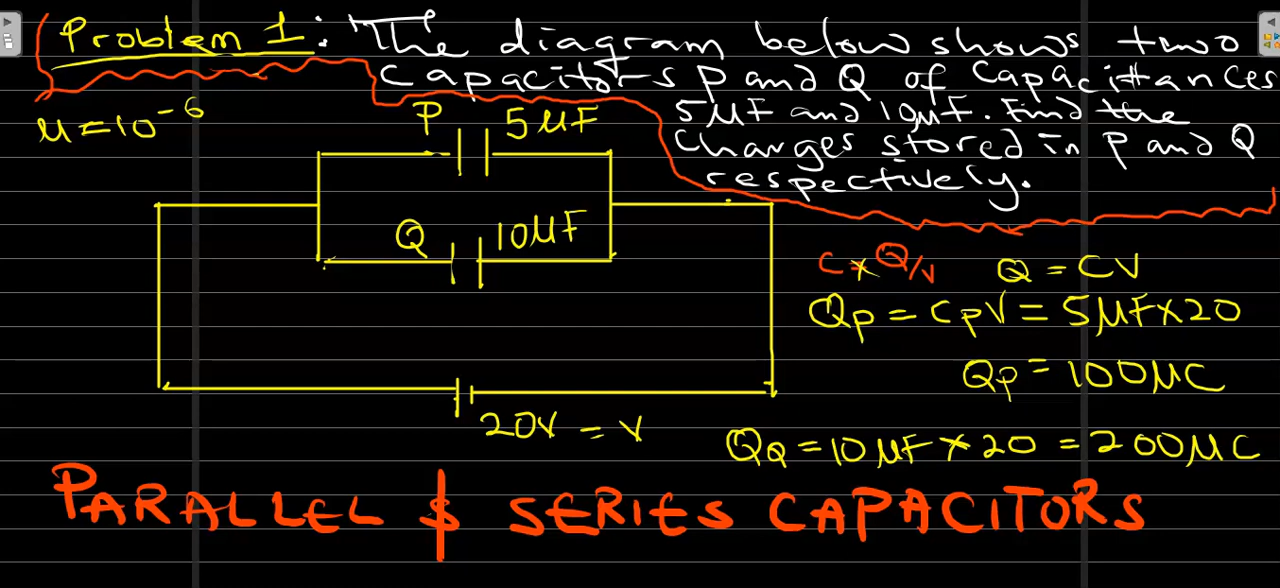 Problem 1: The diagram below shows two
capacitors P and Q of capacittances
5μF and 10μF. Find the
charges stored in P and Q
respectively.
μ = 10⁻⁶
P 5μF
Q 10μF
20V = V
C × Q/V Q = CV
Qp = CpV = 5μF × 20
Qp = 100μC
QQ = 10μF × 20 = 200μC
PARALLEL & SERIES CAPACITORS